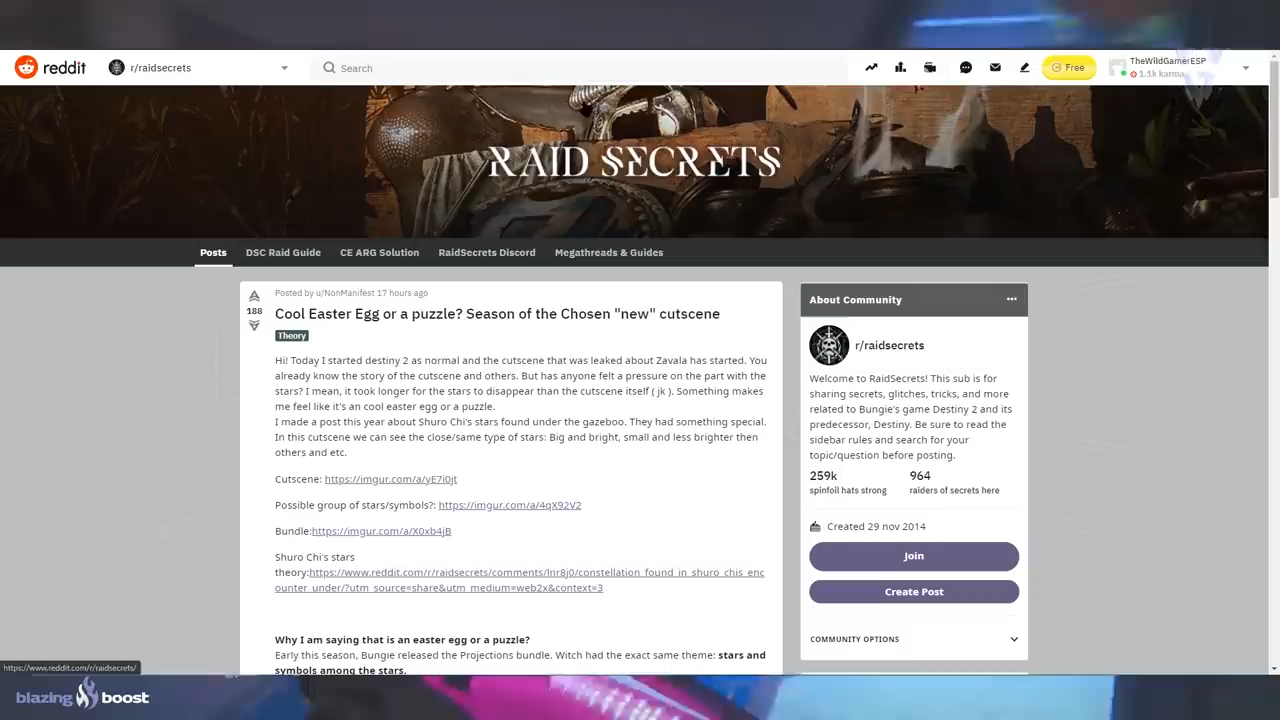 reddit
r/raidsecrets
Search
Free
TheWildGamerESP
1.1k karma
RAID SECRETS
Posts
DSC Raid Guide
CE ARG Solution
RaidSecrets Discord
Megathreads & Guides
Posted by u/NonManifest 17 hours ago
188
Cool Easter Egg or a puzzle? Season of the Chosen "new" cutscene
Theory
Hi! Today I started destiny 2 as normal and the cutscene that was leaked about Zavala has started. You
already know the story of the cutscene and others. But has anyone felt a pressure on the part with the
stars? I mean, it took longer for the stars to disappear than the cutscene itself ( jk ). Something makes
me feel like it's an cool easter egg or a puzzle.
I made a post this year about Shuro Chi's stars found under the gazeboo. They had something special.
In this cutscene we can see the close/same type of stars: Big and bright, small and less brighter then
others and etc.
Cutscene: https://imgur.com/a/yE7i0jt
Possible group of stars/symbols?: https://imgur.com/a/4qX92V2
Bundle:https://imgur.com/a/X0xb4jB
Shuro Chi's stars
theory:https://www.reddit.com/r/raidsecrets/comments/lnr8j0/constellation_found_in_shuro_chis_enc
ounter_under/?utm_source=share&utm_medium=web2x&context=3
Why I am saying that is an easter egg or a puzzle?
Early this season, Bungie released the Projections bundle. Witch had the exact same theme: stars and
symbols among the stars.
About Community
r/raidsecrets
Welcome to RaidSecrets! This sub is for
sharing secrets, glitches, tricks, and more
related to Bungie's game Destiny 2 and its
predecessor, Destiny. Be sure to read the
sidebar rules and search for your
topic/question before posting.
259k
964
spinfoil hats strong
raiders of secrets here
Created 29 nov 2014
Join
Create Post
COMMUNITY OPTIONS
https://www.reddit.com/r/raidsecrets/
blazing boost